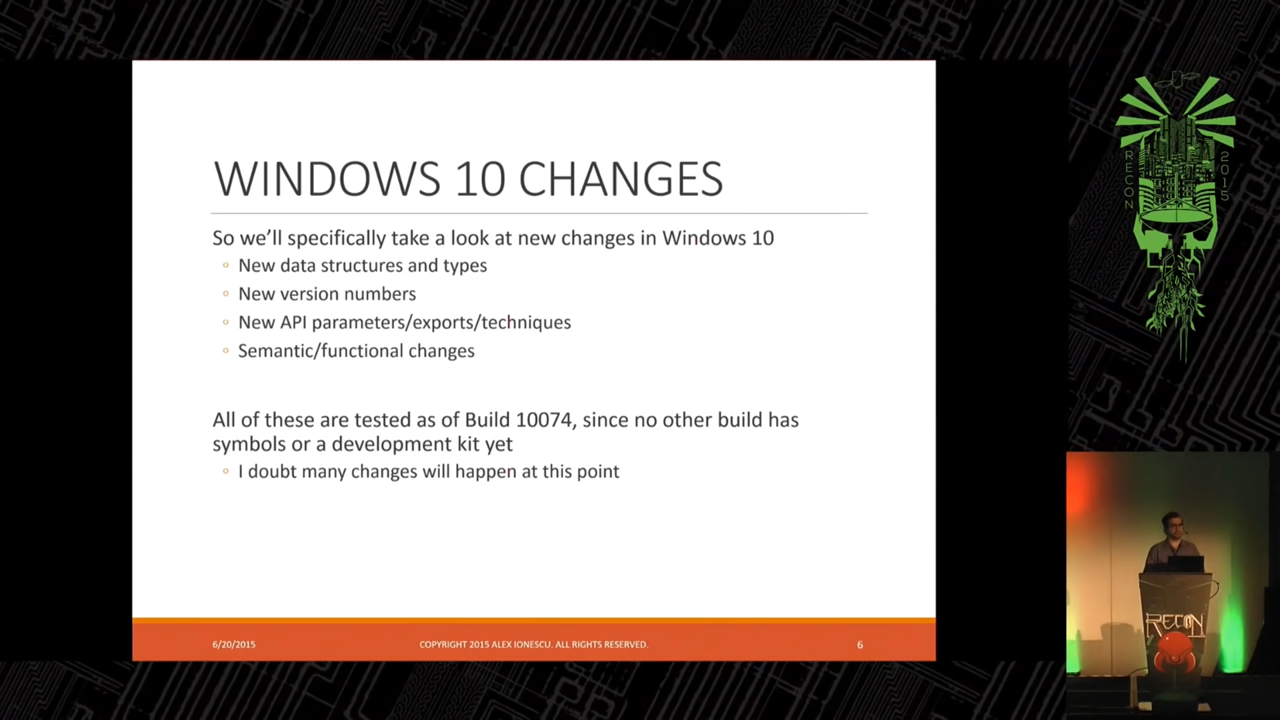 WINDOWS 10 CHANGES
So we’ll specifically take a look at new changes in Windows 10
◦ New data structures and types
◦ New version numbers
◦ New API parameters/exports/techniques
◦ Semantic/functional changes
All of these are tested as of Build 10074, since no other build has
symbols or a development kit yet
◦ I doubt many changes will happen at this point
6/20/2015
COPYRIGHT 2015 ALEX IONESCU. ALL RIGHTS RESERVED.
6
RECON
2015
RECON